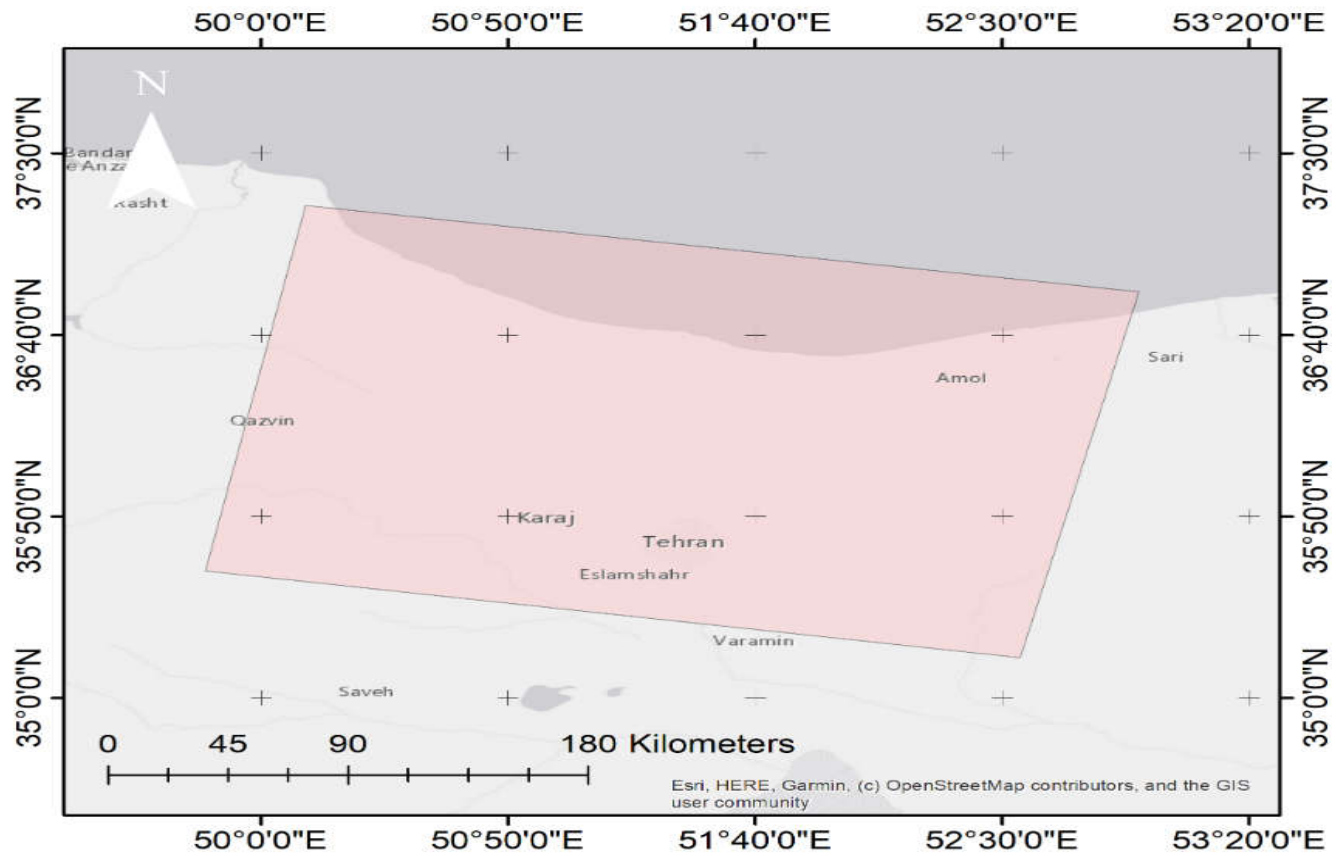 50°0'0"E 50°50'0"E 51°40'0"E 52°30'0"E 53°20'0"E
N
37°30'0"N 37°30'0"N
Bandar
e Anza
Rasht
36°40'0"N 36°40'0"N
Sari
Amol
Qazvin
35°50'0"N 35°50'0"N
Karaj
Tehran
Eslamshahr
Varamin
35°0'0"N 35°0'0"N
Saveh
0 45 90 180 Kilometers
Esri, HERE, Garmin, (c) OpenStreetMap contributors, and the GIS
user community
50°0'0"E 50°50'0"E 51°40'0"E 52°30'0"E 53°20'0"E